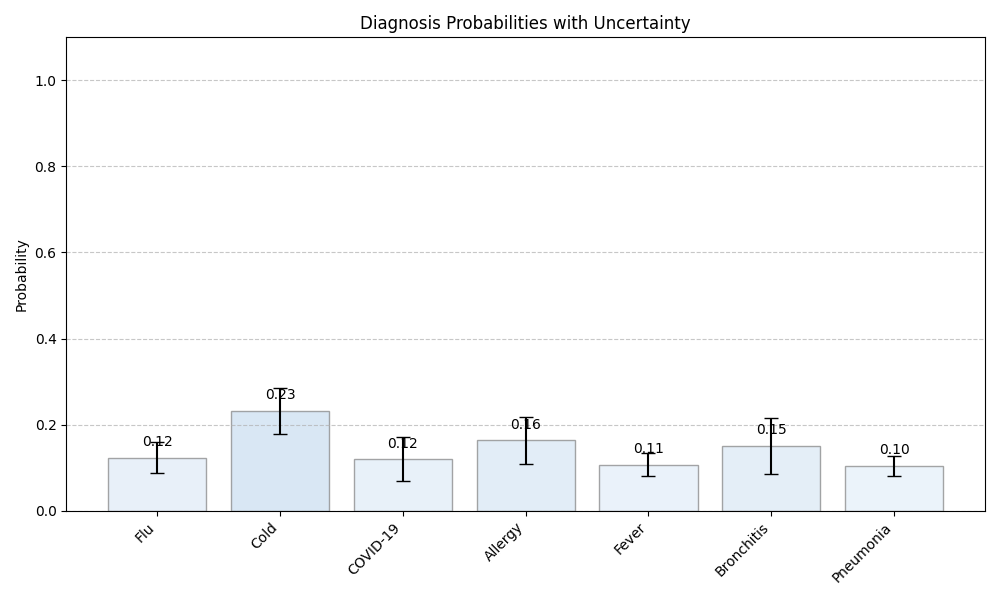 Diagnosis Probabilities with Uncertainty
Probability
1.0
0.8
0.6
0.4
0.2
0.0
0.12
0.23
0.12
0.16
0.11
0.15
0.10
Flu
Cold
COVID-19
Allergy
Fever
Bronchitis
Pneumonia